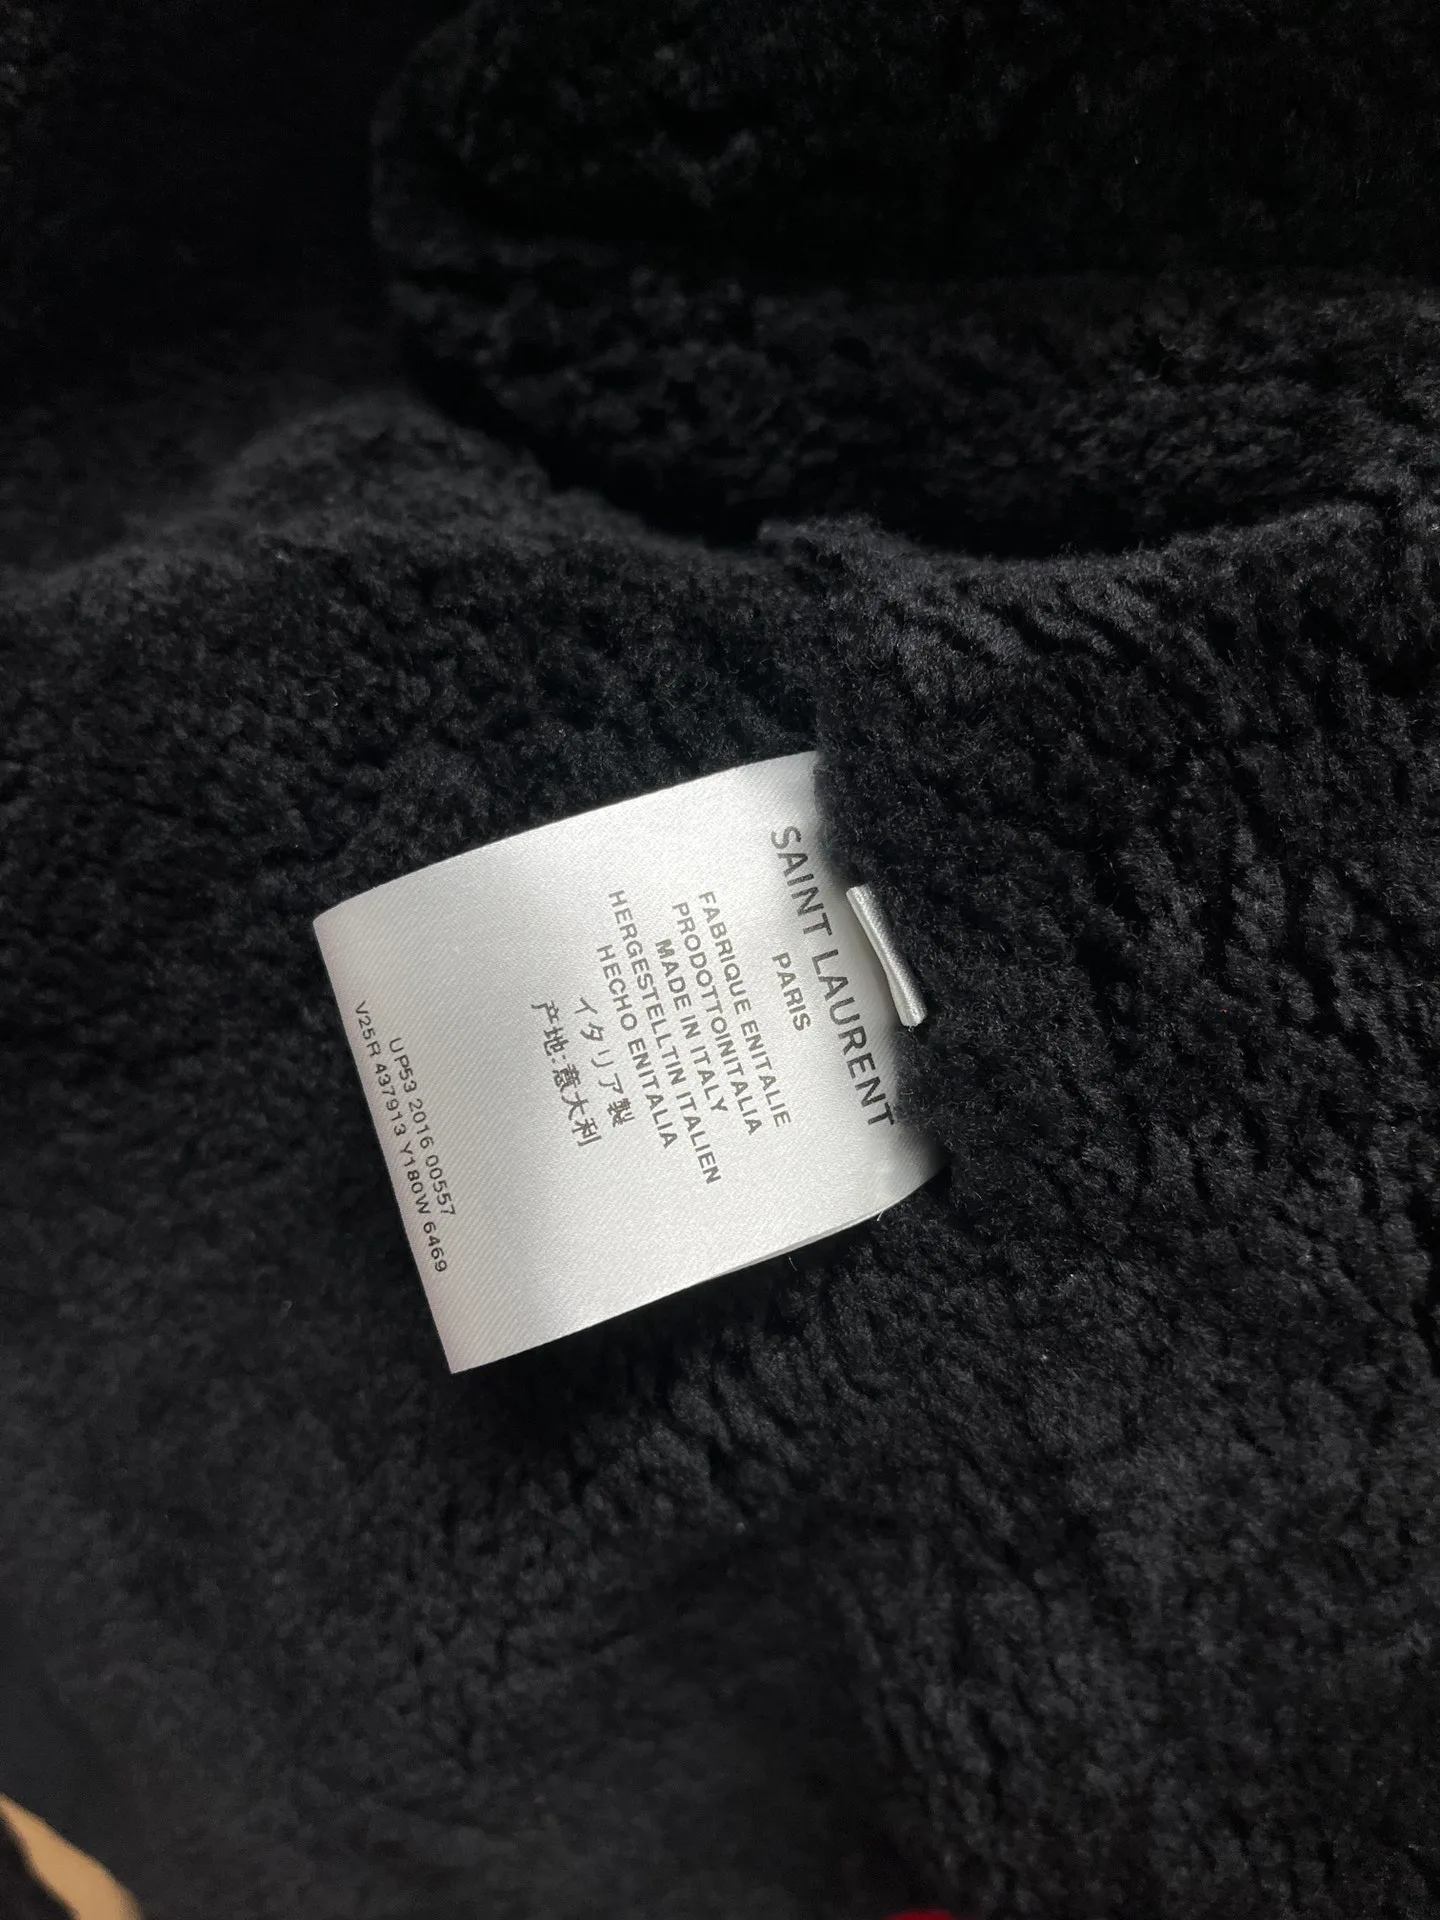 SAINT LAURENT
PARIS
FABRIQUE ENITALIE
PRODOTTOINITALIA
MADE IN ITALY
HERGESTELLTIN ITALIEN
HECHO ENITALIA
イタリア製
产地:意大利
UP53 2016 00557
V25R 437913 Y180W 6469